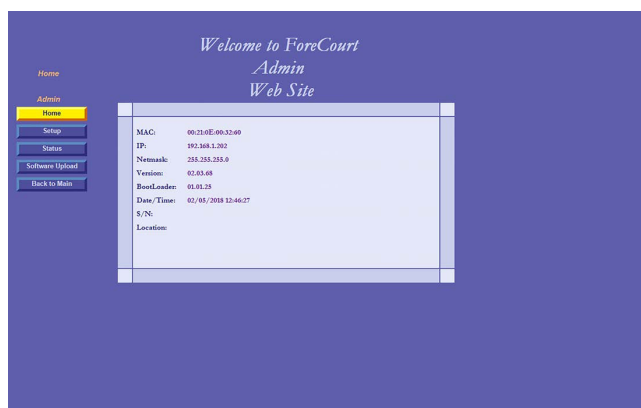 Welcome to ForeCourt
Admin
Web Site
Home
Admin
Home
Setup
Status
Software Upload
Back to Main
MAC: 00:21:0E:00:32:60
IP: 192.168.1.202
Netmask: 255.255.255.0
Version: 02.03.68
BootLoader: 01.01.25
Date/Time: 02/05/2018 12:46:27
S/N:
Location: